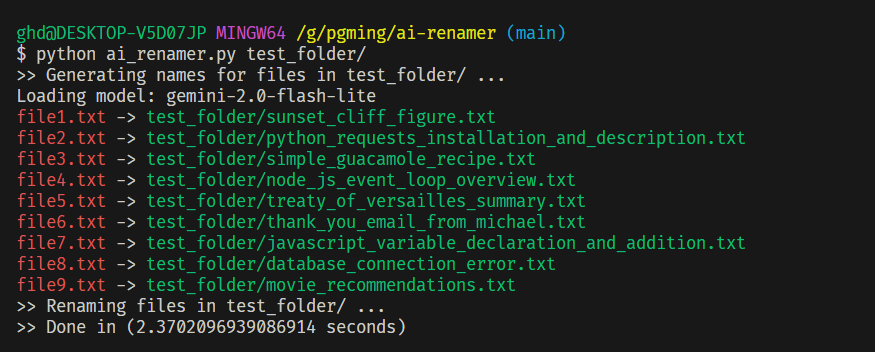 ghd@DESKTOP-V5D07JP MINGW64 /g/pgming/ai-renamer (main)
$ python ai_renamer.py test_folder/
>> Generating names for files in test_folder/ ...
Loading model: gemini-2.0-flash-lite
file1.txt -> test_folder/sunset_cliff_figure.txt
file2.txt -> test_folder/python_requests_installation_and_description.txt
file3.txt -> test_folder/simple_guacamole_recipe.txt
file4.txt -> test_folder/node_js_event_loop_overview.txt
file5.txt -> test_folder/treaty_of_versailles_summary.txt
file6.txt -> test_folder/thank_you_email_from_michael.txt
file7.txt -> test_folder/javascript_variable_declaration_and_addition.txt
file8.txt -> test_folder/database_connection_error.txt
file9.txt -> test_folder/movie_recommendations.txt
>> Renaming files in test_folder/ ...
>> Done in (2.3702096939086914 seconds)